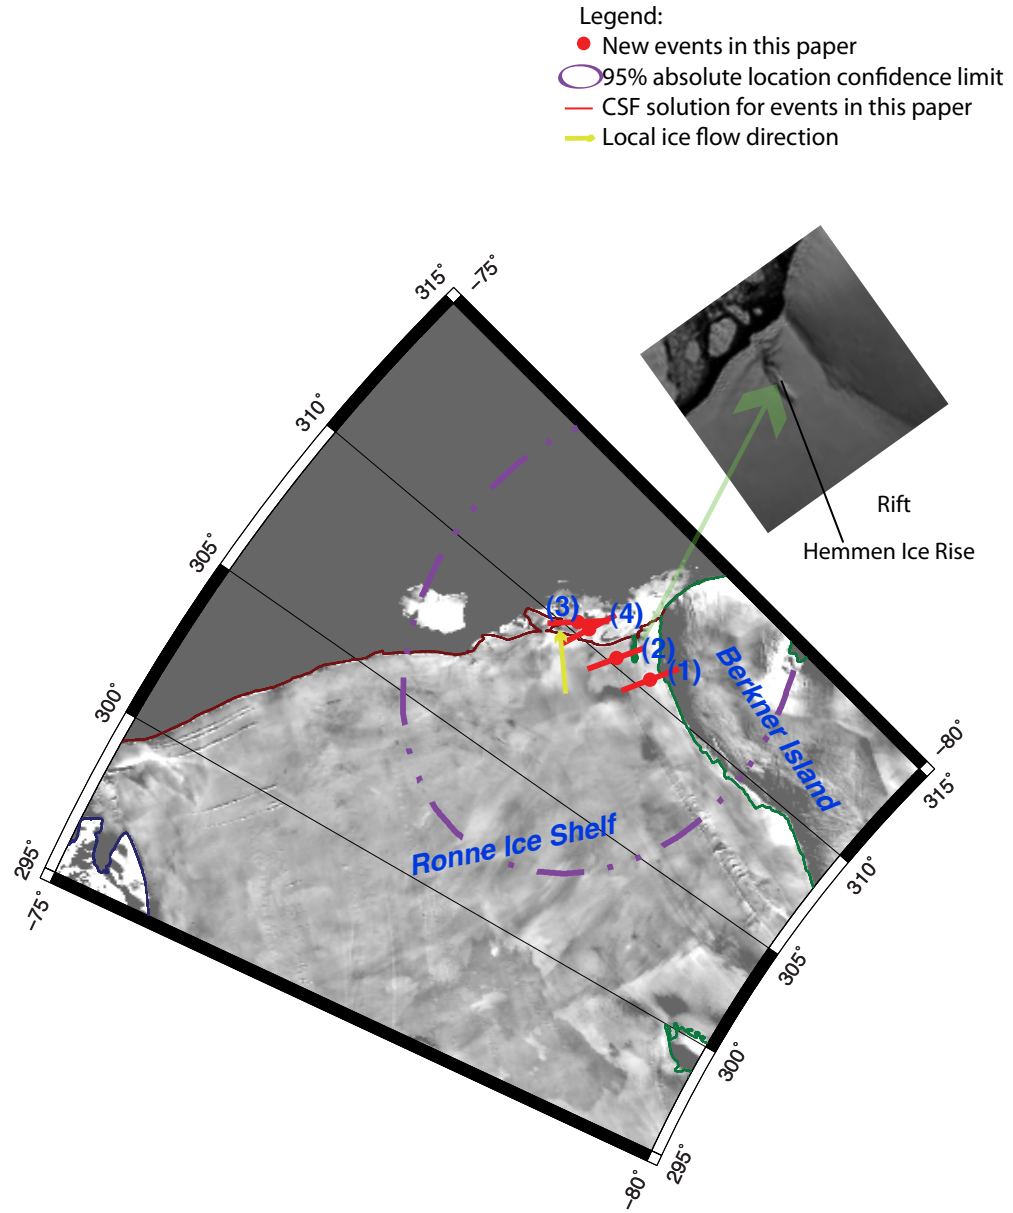 Legend:
New events in this paper
95% absolute location confidence limit
CSF solution for events in this paper
Local ice flow direction
315˚
−75˚
310˚
305˚
300˚
295˚
−75˚
Rift
Hemmen Ice Rise
(3)
(4)
(2)
(1)
Berkner Island
Ronne Ice Shelf
−80˚
315˚
310˚
305˚
300˚
295˚
−80˚